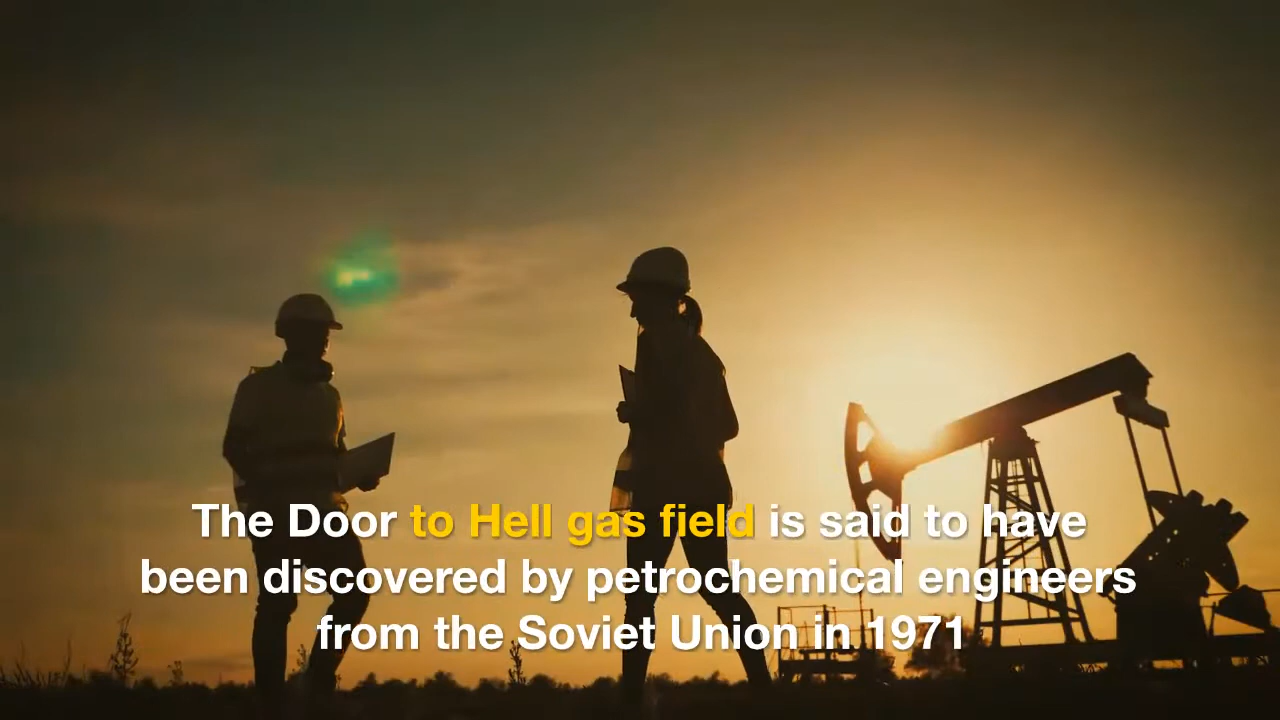 The Door to Hell gas field is said to have
been discovered by petrochemical engineers
from the Soviet Union in 1971